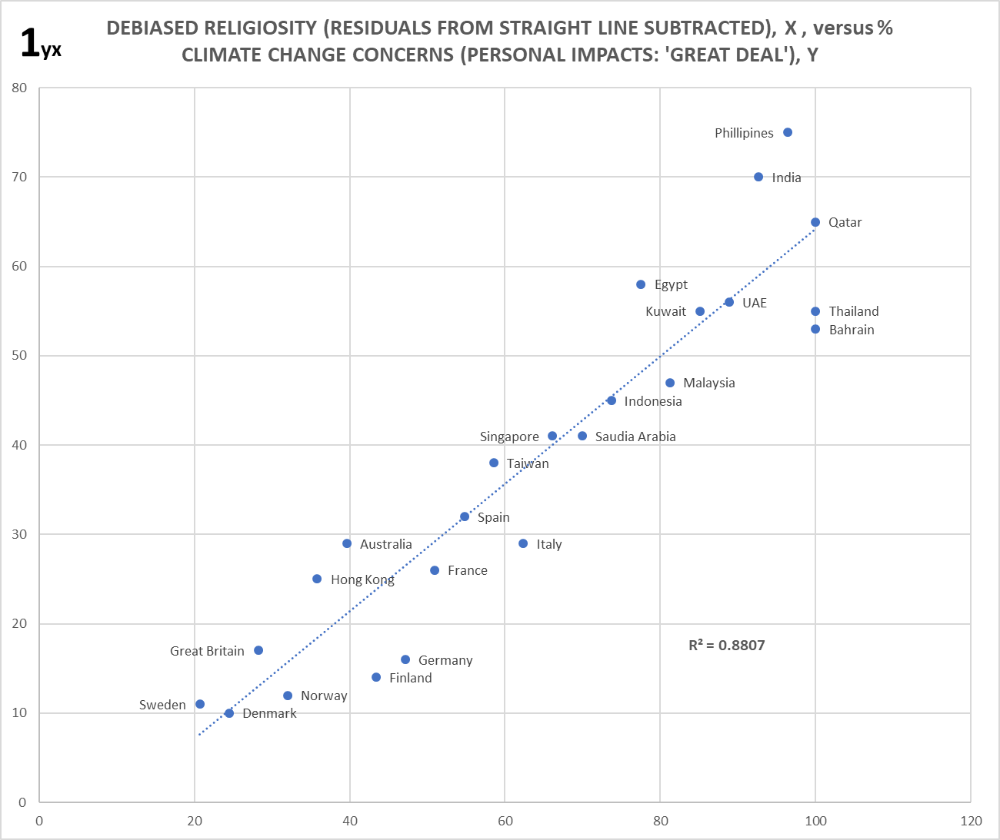 1yx
DEBIASED RELIGIOSITY (RESIDUALS FROM STRAIGHT LINE SUBTRACTED), X , versus %
CLIMATE CHANGE CONCERNS (PERSONAL IMPACTS: 'GREAT DEAL'), Y
80
Phillipines
70
India
Qatar
60
Egypt
UAE
Kuwait
Thailand
Bahrain
50
Malaysia
Indonesia
Singapore
Saudia Arabia
40
Taiwan
Spain
30
Australia
Italy
France
Hong Kong
20
R² = 0.8807
Great Britain
Germany
Finland
Norway
Sweden
10
Denmark
0
0 20 40 60 80 100 120